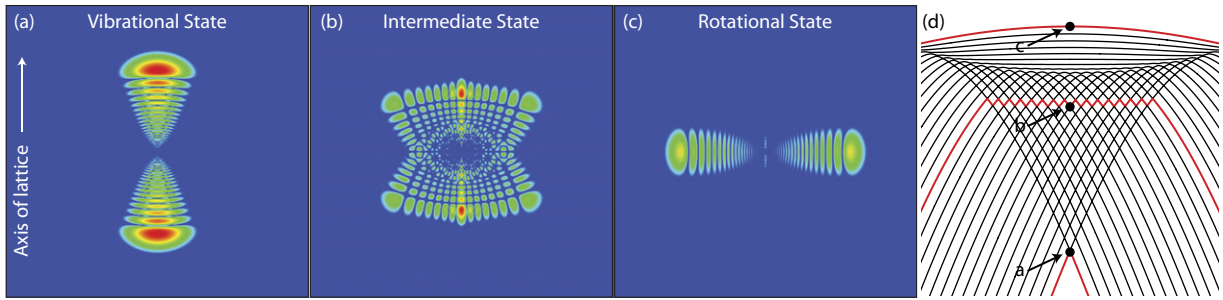 (a) Vibrational State
Axis of lattice
(b) Intermediate State
(c) Rotational State
(d)
c
b
a